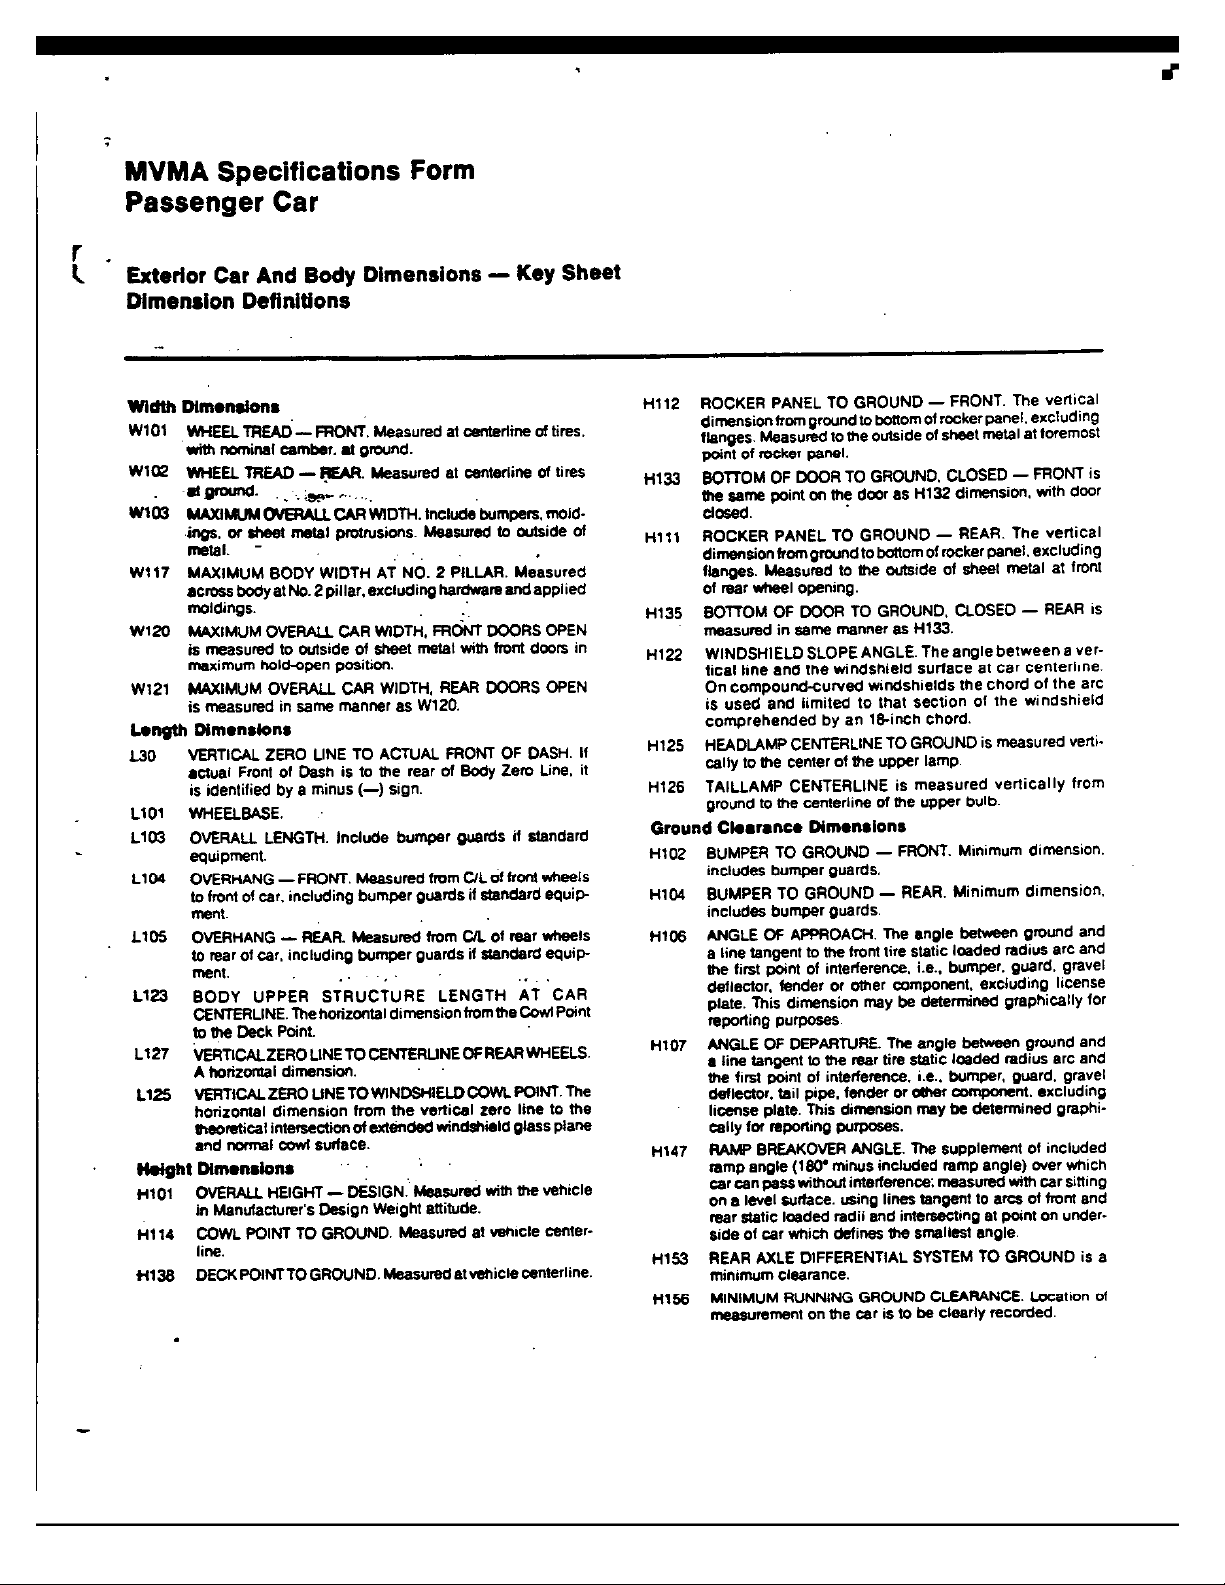 MVMA Specifications Form
Passenger Car
Exterior Car And Body Dimensions — Key Sheet
Dimension Definitions
Width Dimensions
W101 WHEEL TREAD — FRONT. Measured at centerline of tires,
with nominal camber, at ground.
W102 WHEEL TREAD — REAR. Measured at centerline of tires
at ground.
W103 MAXIMUM OVERALL CAR WIDTH. Include bumpers, mold-
ings, or sheet metal protrusions. Measured to outside of
metal.
W117 MAXIMUM BODY WIDTH AT NO. 2 PILLAR. Measured
across body at No. 2 pillar, excluding hardware and applied
moldings.
W120 MAXIMUM OVERALL CAR WIDTH, FRONT DOORS OPEN
is measured to outside of sheet metal with front doors in
maximum hold-open position.
W121 MAXIMUM OVERALL CAR WIDTH, REAR DOORS OPEN
is measured in same manner as W120.
Length Dimensions
L30 VERTICAL ZERO LINE TO ACTUAL FRONT OF DASH. If
actual Front of Dash is to the rear of Body Zero Line, it
is identified by a minus (—) sign.
L101 WHEELBASE.
L103 OVERALL LENGTH. Include bumper guards if standard
equipment.
L104 OVERHANG — FRONT. Measured from C/L of front wheels
to front of car, including bumper guards if standard equip-
ment.
L105 OVERHANG — REAR. Measured from C/L of rear wheels
to rear of car, including bumper guards if standard equip-
ment.
L123 BODY UPPER STRUCTURE LENGTH AT CAR
CENTERLINE. The horizontal dimension from the Cowl Point
to the Deck Point.
L127 VERTICAL ZERO LINE TO CENTERLINE OF REAR WHEELS.
A horizontal dimension.
L125 VERTICAL ZERO LINE TO WINDSHIELD COWL POINT. The
horizontal dimension from the vertical zero line to the
theoretical intersection of extended windshield glass plane
and normal cowl surface.
Height Dimensions
H101 OVERALL HEIGHT — DESIGN. Measured with the vehicle
in Manufacturer's Design Weight attitude.
H114 COWL POINT TO GROUND. Measured at vehicle center-
line.
H138 DECK POINT TO GROUND. Measured at vehicle centerline.
H112 ROCKER PANEL TO GROUND — FRONT. The vertical
dimension from ground to bottom of rocker panel, excluding
flanges. Measured to the outside of sheet metal at foremost
point of rocker panel.
H133 BOTTOM OF DOOR TO GROUND, CLOSED — FRONT is
the same point on the door as H132 dimension, with door
closed.
H111 ROCKER PANEL TO GROUND — REAR. The vertical
dimension from ground to bottom of rocker panel, excluding
flanges. Measured to the outside of sheet metal at front
of rear wheel opening.
H135 BOTTOM OF DOOR TO GROUND, CLOSED — REAR is
measured in same manner as H133.
H122 WINDSHIELD SLOPE ANGLE. The angle between a ver-
tical line and the windshield surface at car centerline.
On compound-curved windshields the chord of the arc
is used and limited to that section of the windshield
comprehended by an 18-inch chord.
H125 HEADLAMP CENTERLINE TO GROUND is measured verti-
cally to the center of the upper lamp.
H126 TAILLAMP CENTERLINE is measured vertically from
ground to the centerline of the upper bulb.
Ground Clearance Dimensions
H102 BUMPER TO GROUND — FRONT. Minimum dimension,
includes bumper guards.
H104 BUMPER TO GROUND — REAR. Minimum dimension,
includes bumper guards.
H106 ANGLE OF APPROACH. The angle between ground and
a line tangent to the front tire static loaded radius arc and
the first point of interference, i.e., bumper, guard, gravel
deflector, fender or other component, excluding license
plate. This dimension may be determined graphically for
reporting purposes.
H107 ANGLE OF DEPARTURE. The angle between ground and
a line tangent to the rear tire static loaded radius arc and
the first point of interference, i.e., bumper, guard, gravel
deflector, tail pipe, fender or other component, excluding
license plate. This dimension may be determined graphi-
cally for reporting purposes.
H147 RAMP BREAKOVER ANGLE. The supplement of included
ramp angle (180° minus included ramp angle) over which
car can pass without interference; measured with car sitting
on a level surface, using lines tangent to arcs of front and
rear static loaded radii and intersecting at point on under-
side of car which defines the smallest angle.
H153 REAR AXLE DIFFERENTIAL SYSTEM TO GROUND is a
minimum clearance.
H156 MINIMUM RUNNING GROUND CLEARANCE. Location of
measurement on the car is to be clearly recorded.